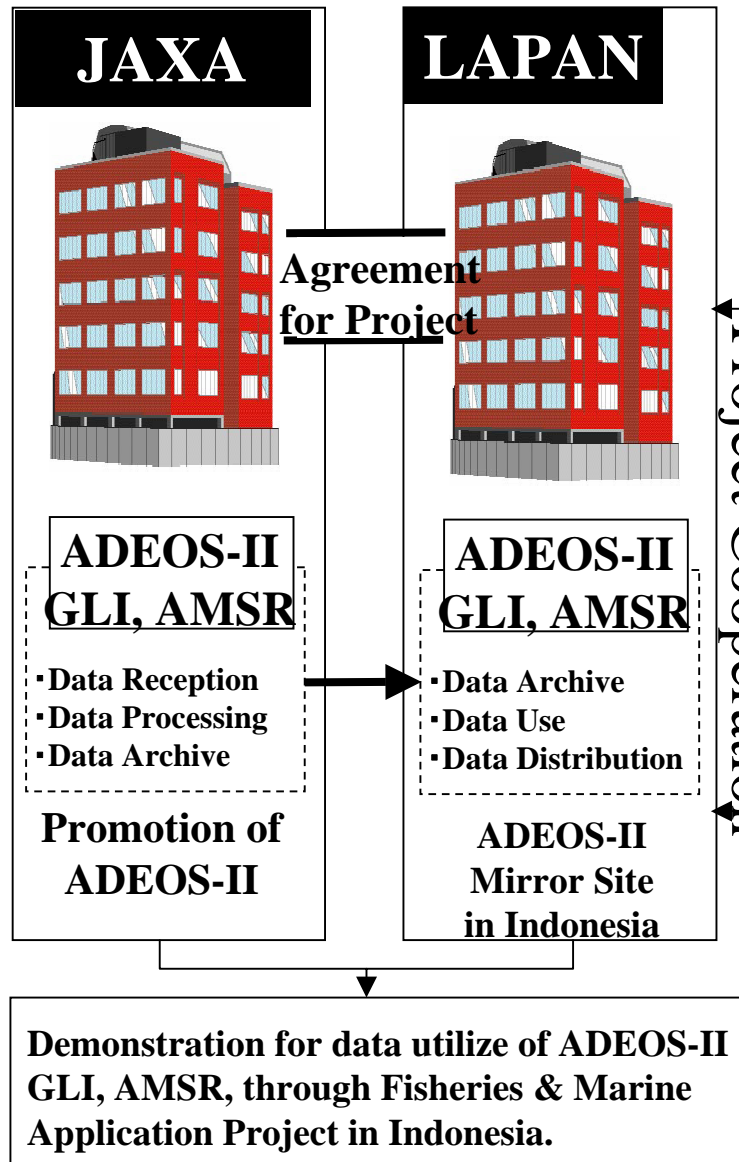 JAXA
LAPAN
Agreement
for Project
Project Cooperation
ADEOS-II
GLI, AMSR
・Data Reception
・Data Processing
・Data Archive
Promotion of
ADEOS-II
ADEOS-II
GLI, AMSR
・Data Archive
・Data Use
・Data Distribution
ADEOS-II
Mirror Site
in Indonesia
Demonstration for data utilize of ADEOS-II
GLI, AMSR, through Fisheries & Marine
Application Project in Indonesia.